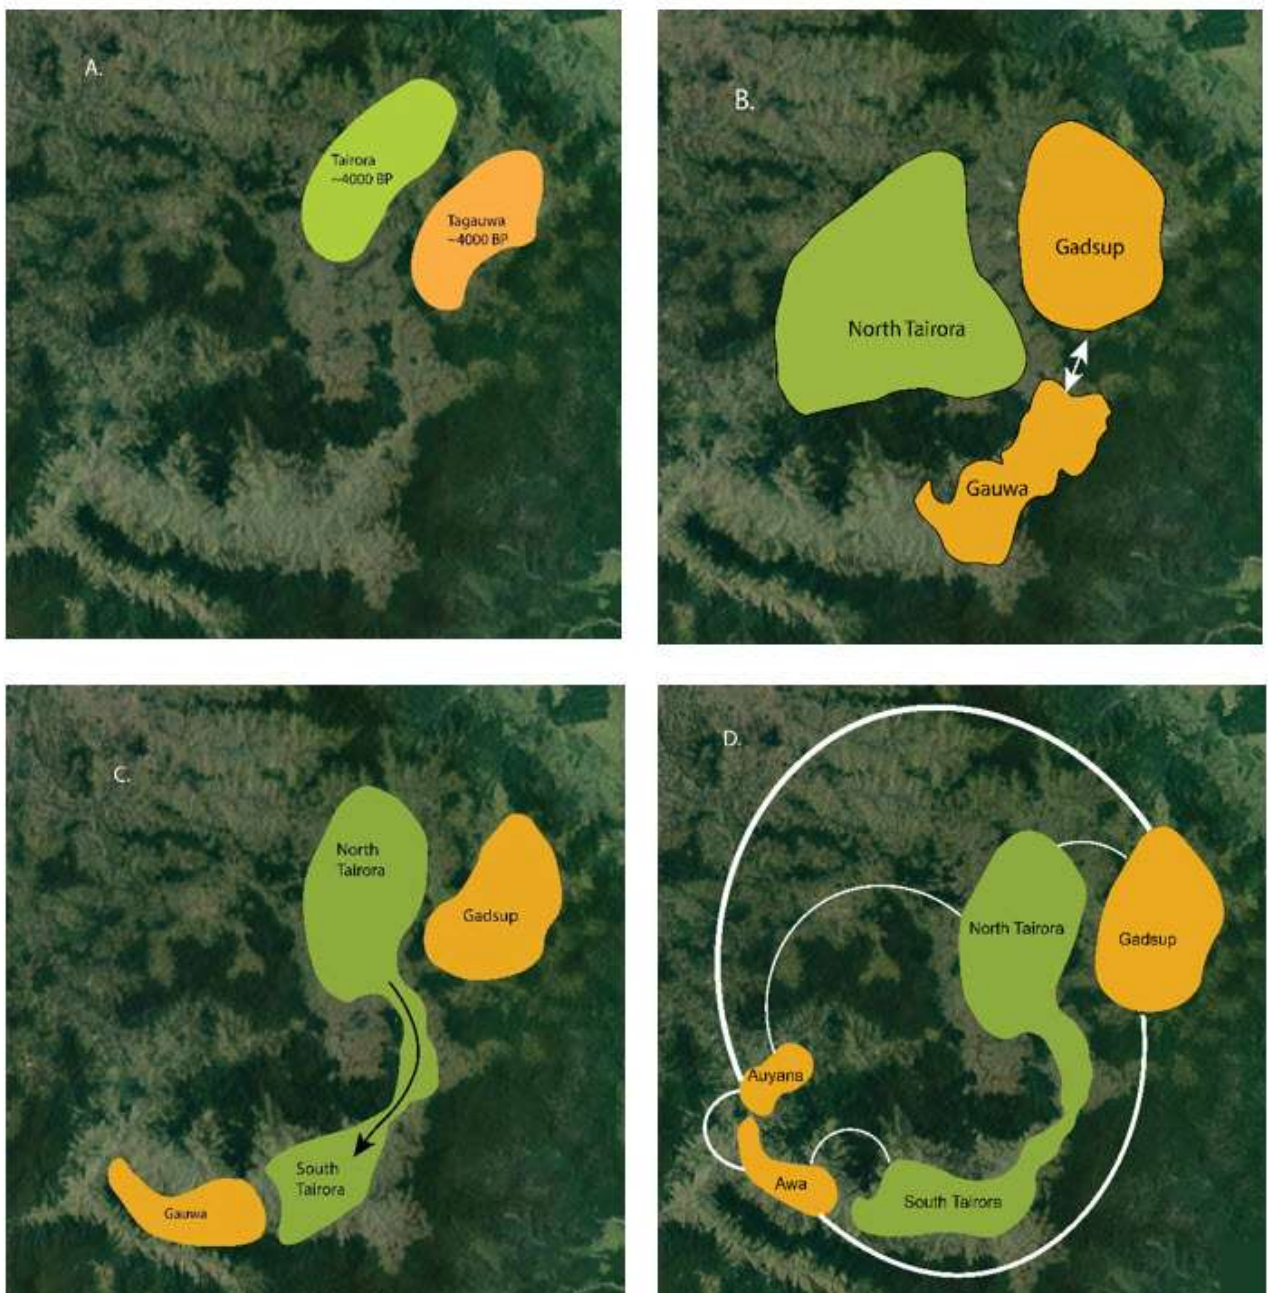 A.
Tairora
~4000 BP
Tagauwa
~4000 BP
B.
Gadsup
North Tairora
Gauwa
C.
North
Tairora
Gadsup
South
Tairora
Gauwa
D.
North Tairora
Gadsup
Auyana
Awa
South Tairora